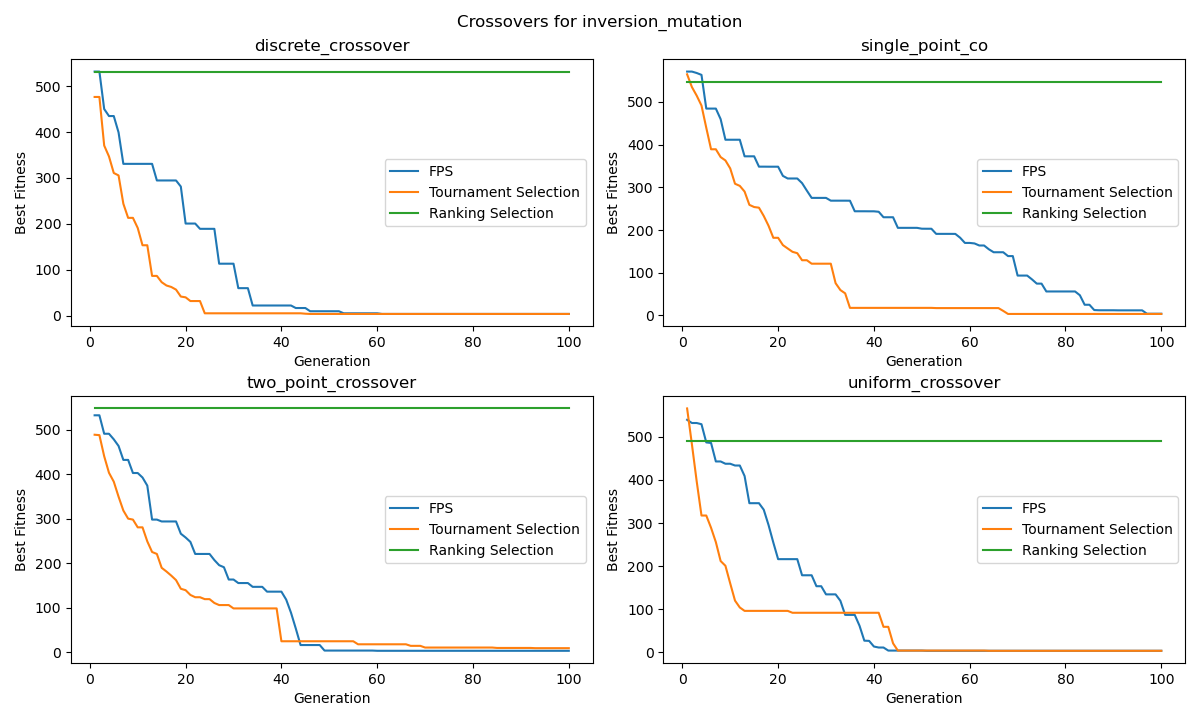 Crossovers for inversion_mutation
discrete_crossover
Best Fitness
500
400
300
200
100
0
0 20 40 60 80 100
Generation
FPS
Tournament Selection
Ranking Selection
single_point_co
Best Fitness
500
400
300
200
100
0
0 20 40 60 80 100
Generation
FPS
Tournament Selection
Ranking Selection
two_point_crossover
Best Fitness
500
400
300
200
100
0
0 20 40 60 80 100
Generation
FPS
Tournament Selection
Ranking Selection
uniform_crossover
Best Fitness
500
400
300
200
100
0
0 20 40 60 80 100
Generation
FPS
Tournament Selection
Ranking Selection